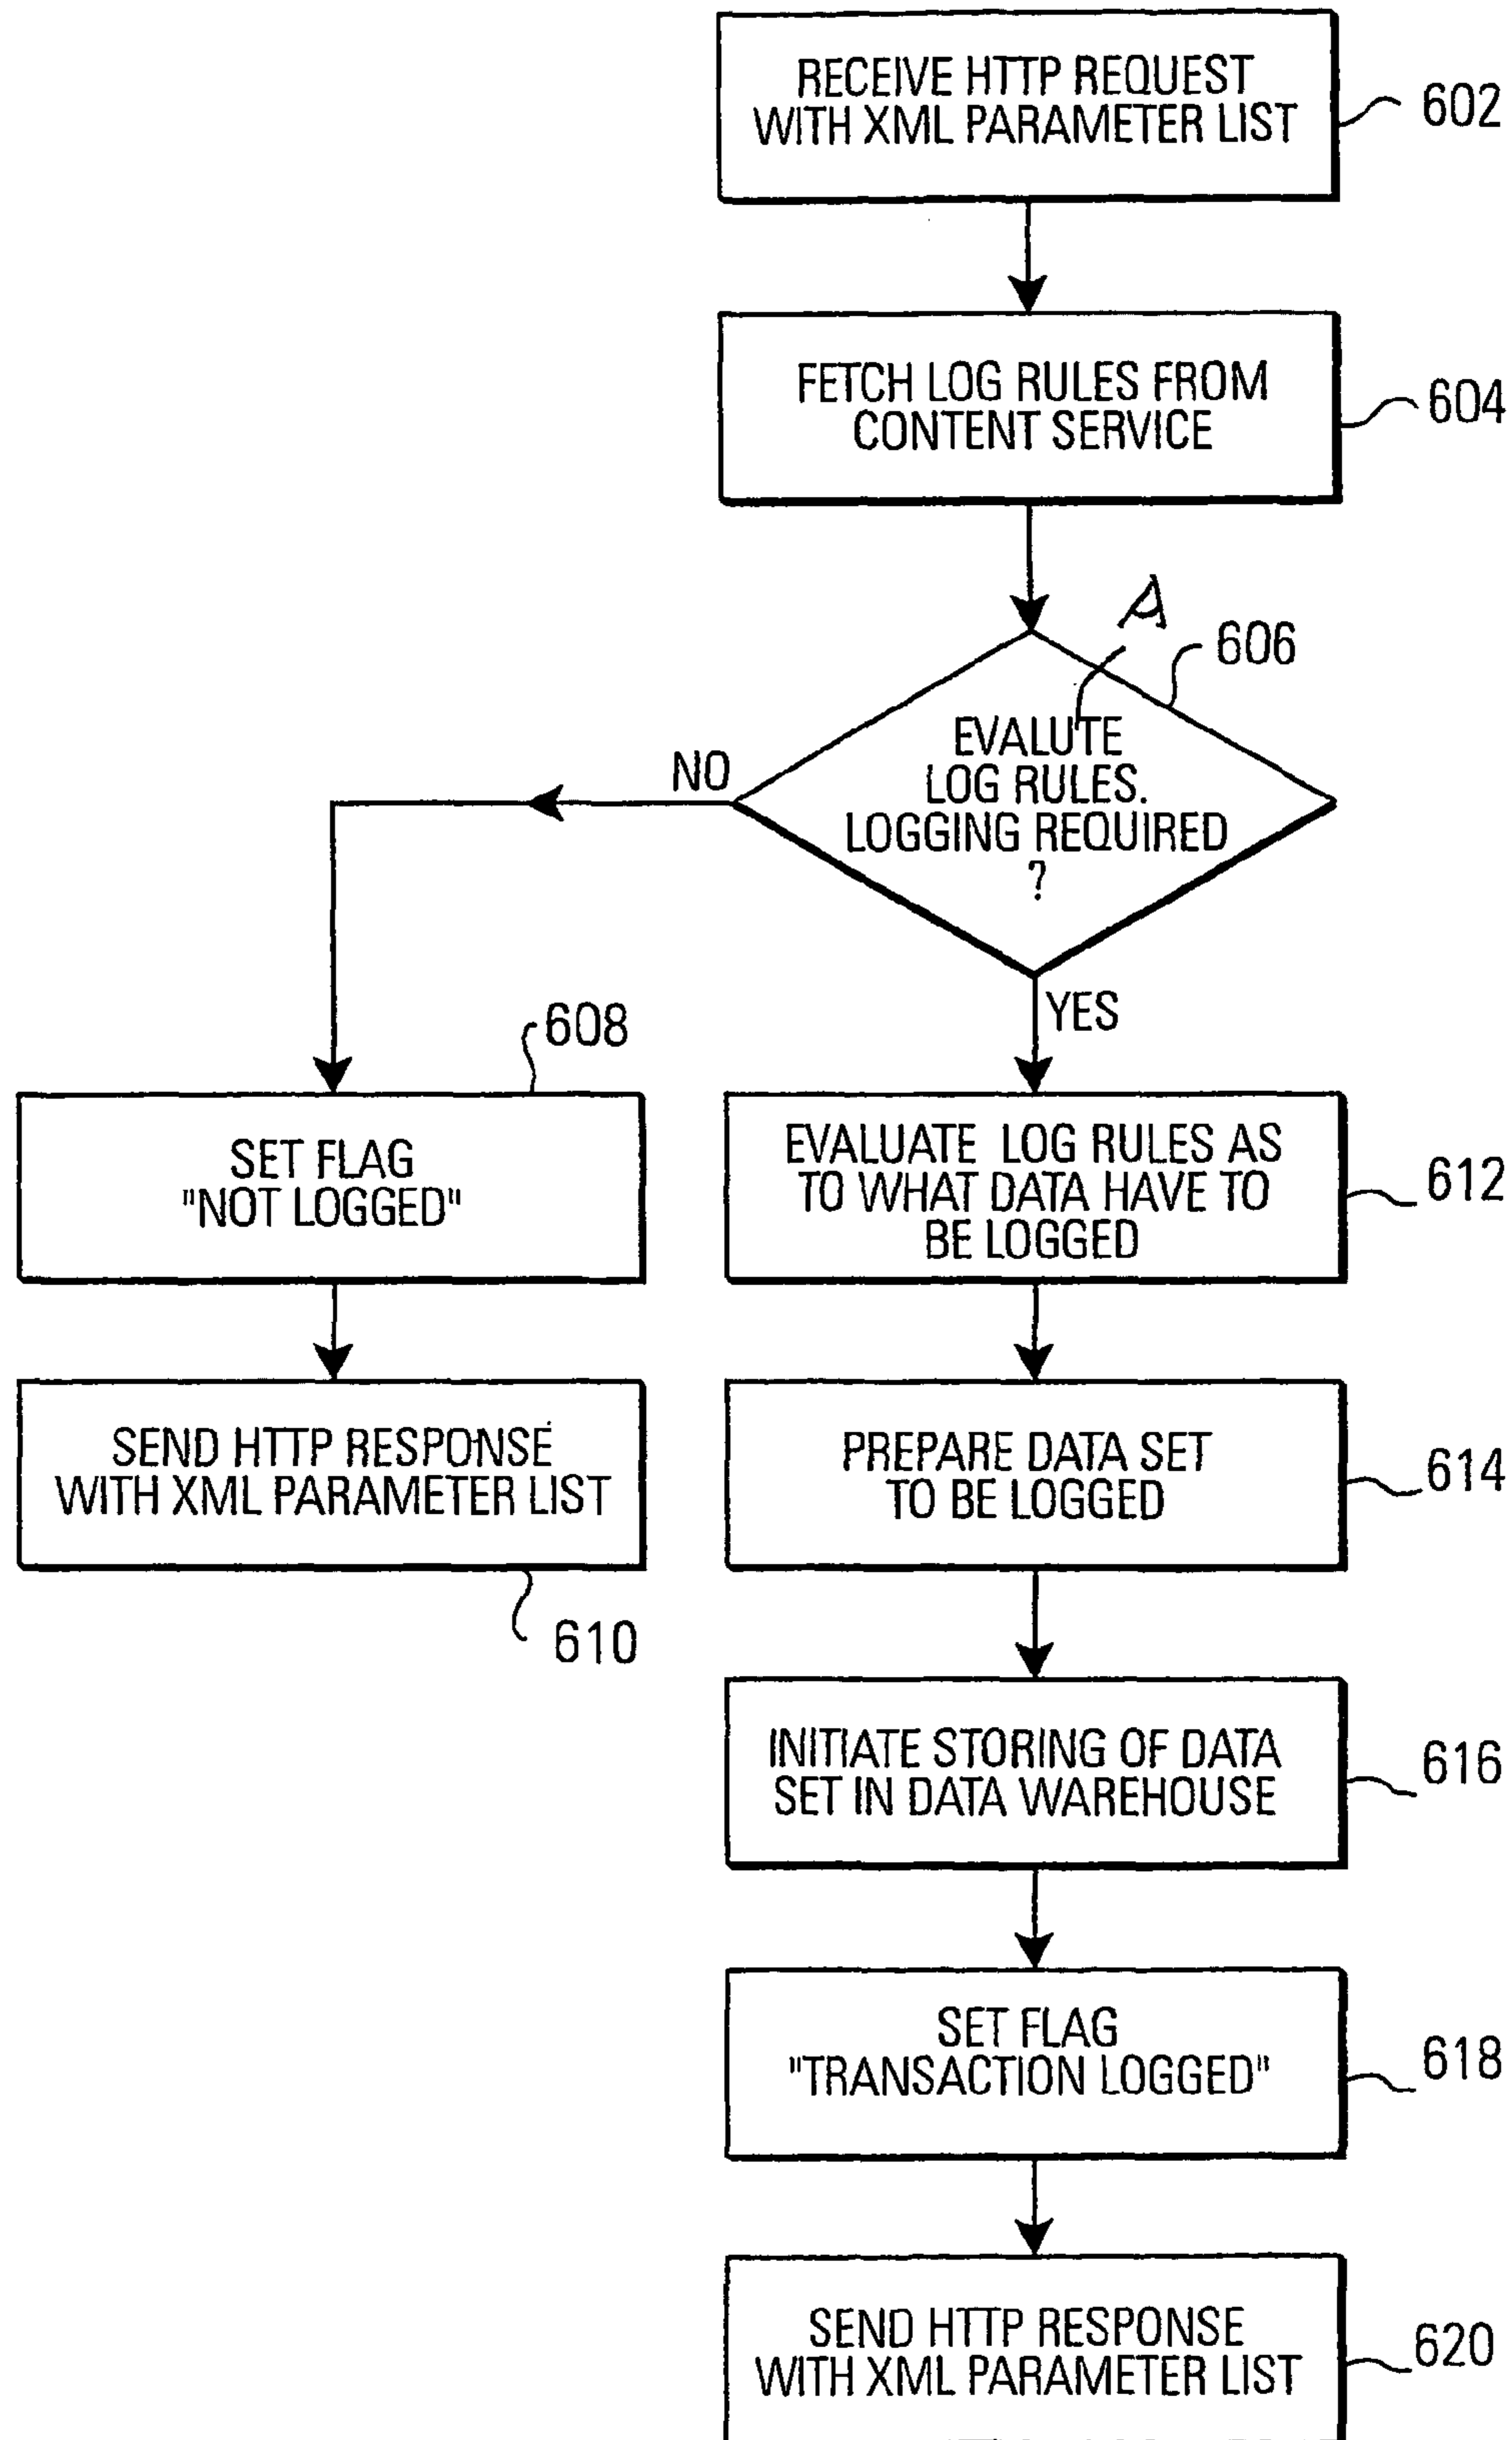 RECEIVE HTTP REQUEST
WITH XML PARAMETER LIST
602
FETCH LOG RULES FROM
CONTENT SERVICE
604
A
606
EVALUTE
LOG RULES.
LOGGING REQUIRED
?
NO
YES
608
SET FLAG
"NOT LOGGED"
EVALUATE LOG RULES AS
TO WHAT DATA HAVE TO
BE LOGGED
612
SEND HTTP RESPONSE
WITH XML PARAMETER LIST
610
PREPARE DATA SET
TO BE LOGGED
614
INITIATE STORING OF DATA
SET IN DATA WAREHOUSE
616
SET FLAG
"TRANSACTION LOGGED"
618
SEND HTTP RESPONSE
WITH XML PARAMETER LIST
620